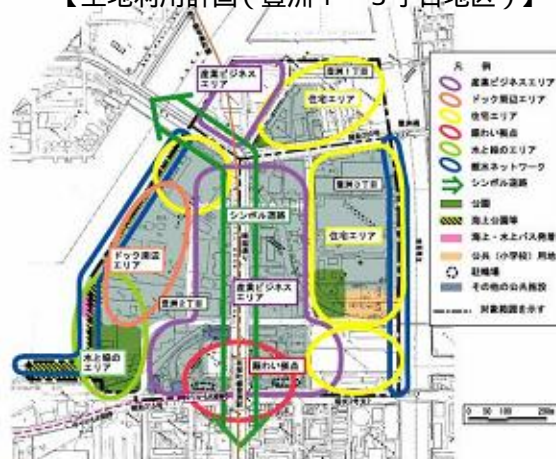 【土地利用計画(豊洲1~3丁目地区)】
産業ビジネス
エリア
豊洲1丁目
住宅エリア
豊洲3丁目
シンボル道路
住宅エリア
ドック周辺
エリア
産業ビジネス
エリア
豊洲2丁目
水と緑の
エリア
賑わい拠点
凡 例
産業ビジネスエリア
ドック周辺エリア
住宅エリア
賑わい拠点
水と緑のエリア
親水ネットワーク
シンボル道路
公園
海上公園等
海上・水上バス発着
公共(小学校)用地
駐輪場
その他の公共施設
対象範囲を示す
0 50 100 200m